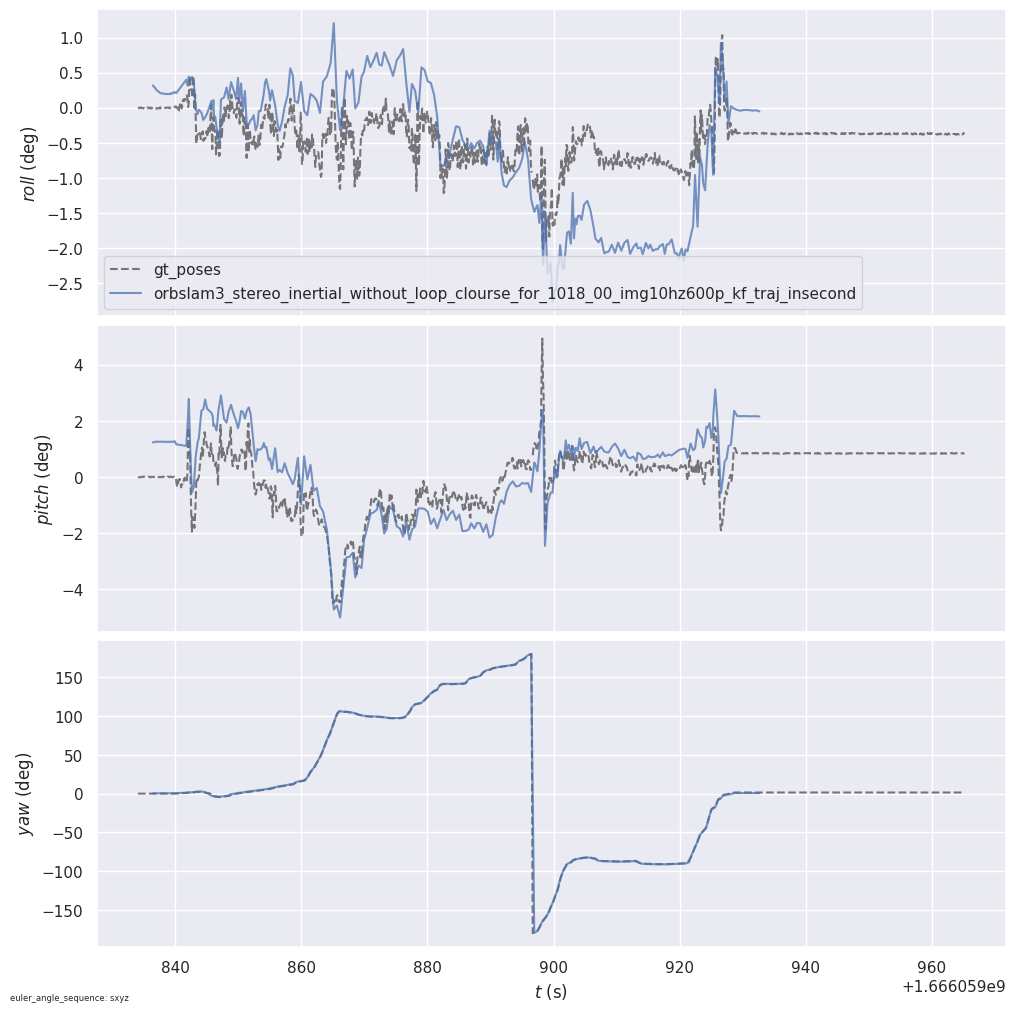 1.0
0.5
0.0
−0.5
−1.0
−1.5
−2.0
−2.5
roll (deg)
gt_poses
orbslam3_stereo_inertial_without_loop_clourse_for_1018_00_img10hz600p_kf_traj_insecond
4
2
0
−2
−4
pitch (deg)
150
100
50
0
−50
−100
−150
yaw (deg)
840 860 880 900 920 940 960
t (s)
+1.666059e9
euler_angle_sequence: sxyz